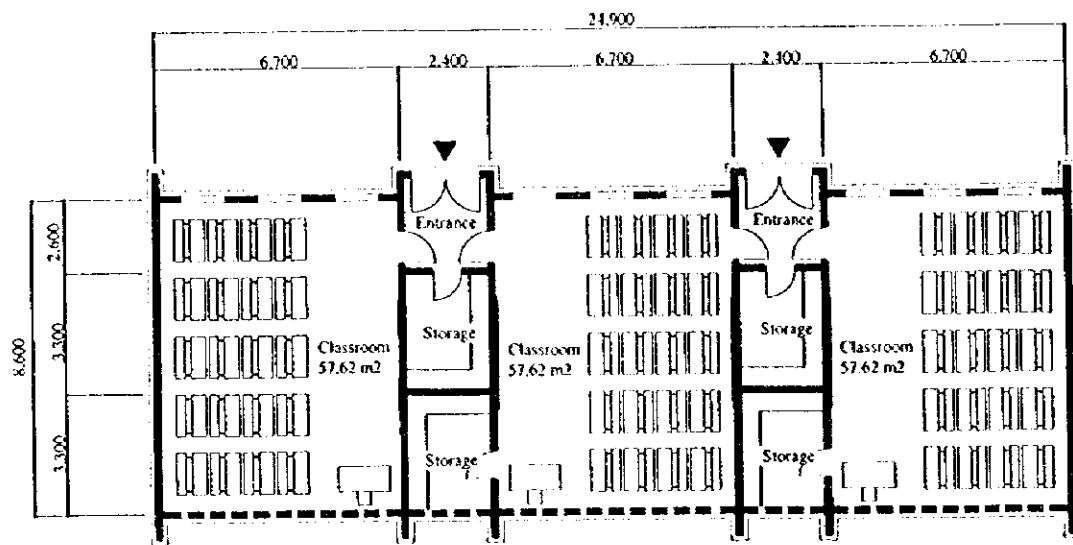 24.900
6.700 2.400 6.700 2.400 6.700
Entrance Entrance
2.600
Storage Storage
3.300
8.600
Classroom Classroom Classroom
57.62 m2 57.62 m2 57.62 m2
3.300
Storage Storage